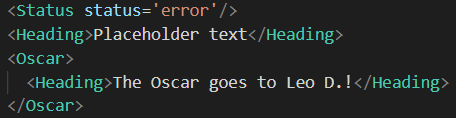 <Status status='error'/>
<Heading>Placeholder text</Heading>
<Oscar>
  <Heading>The Oscar goes to Leo D.!</Heading>
</Oscar>